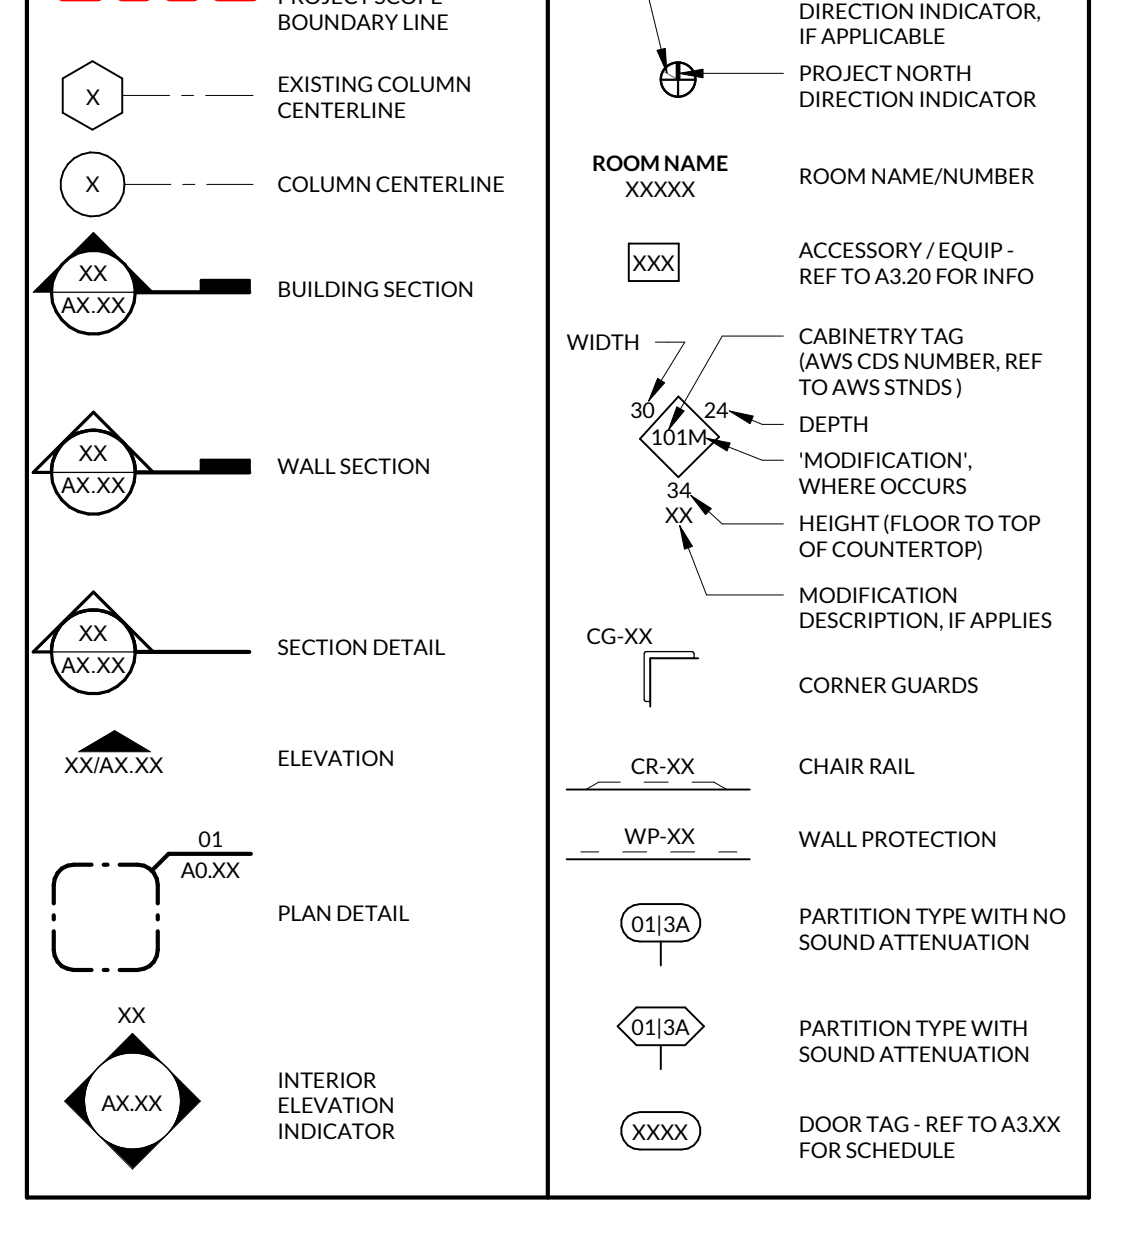 PROJECT SCOPE
BOUNDARY LINE
X
EXISTING COLUMN
CENTERLINE
X
COLUMN CENTERLINE
XX
AX.XX
BUILDING SECTION
XX
AX.XX
WALL SECTION
XX
AX.XX
SECTION DETAIL
XX/AX.XX
ELEVATION
01
A0.XX
PLAN DETAIL
XX
AX.XX
INTERIOR
ELEVATION
INDICATOR
DIRECTION INDICATOR,
IF APPLICABLE
PROJECT NORTH
DIRECTION INDICATOR
ROOM NAME
XXXXX
ROOM NAME/NUMBER
XXX
ACCESSORY / EQUIP -
REF TO A3.20 FOR INFO
WIDTH
30
24
101M
34
XX
CABINETRY TAG
(AWS CDS NUMBER, REF
TO AWS STNDS )
DEPTH
'MODIFICATION',
WHERE OCCURS
HEIGHT (FLOOR TO TOP
OF COUNTERTOP)
MODIFICATION
DESCRIPTION, IF APPLIES
CG-XX
CORNER GUARDS
CR-XX
CHAIR RAIL
WP-XX
WALL PROTECTION
01|3A
PARTITION TYPE WITH NO
SOUND ATTENUATION
01|3A
PARTITION TYPE WITH
SOUND ATTENUATION
XXXX
DOOR TAG - REF TO A3.XX
FOR SCHEDULE